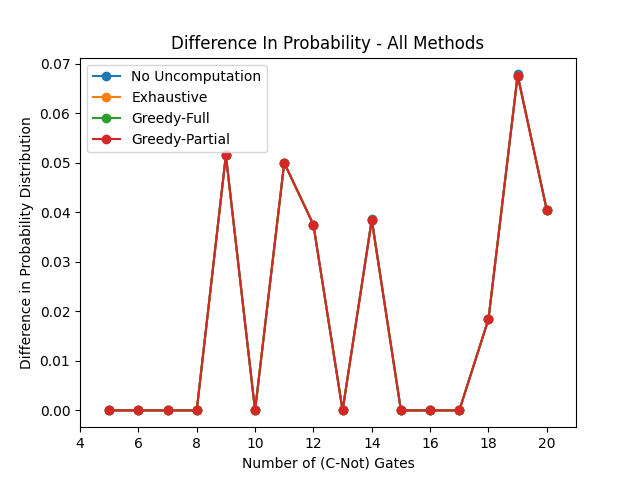 Difference In Probability - All Methods
No Uncomputation
Exhaustive
Greedy-Full
Greedy-Partial
Difference in Probability Distribution
0.07
0.06
0.05
0.04
0.03
0.02
0.01
0.00
4 6 8 10 12 14 16 18 20
Number of (C-Not) Gates